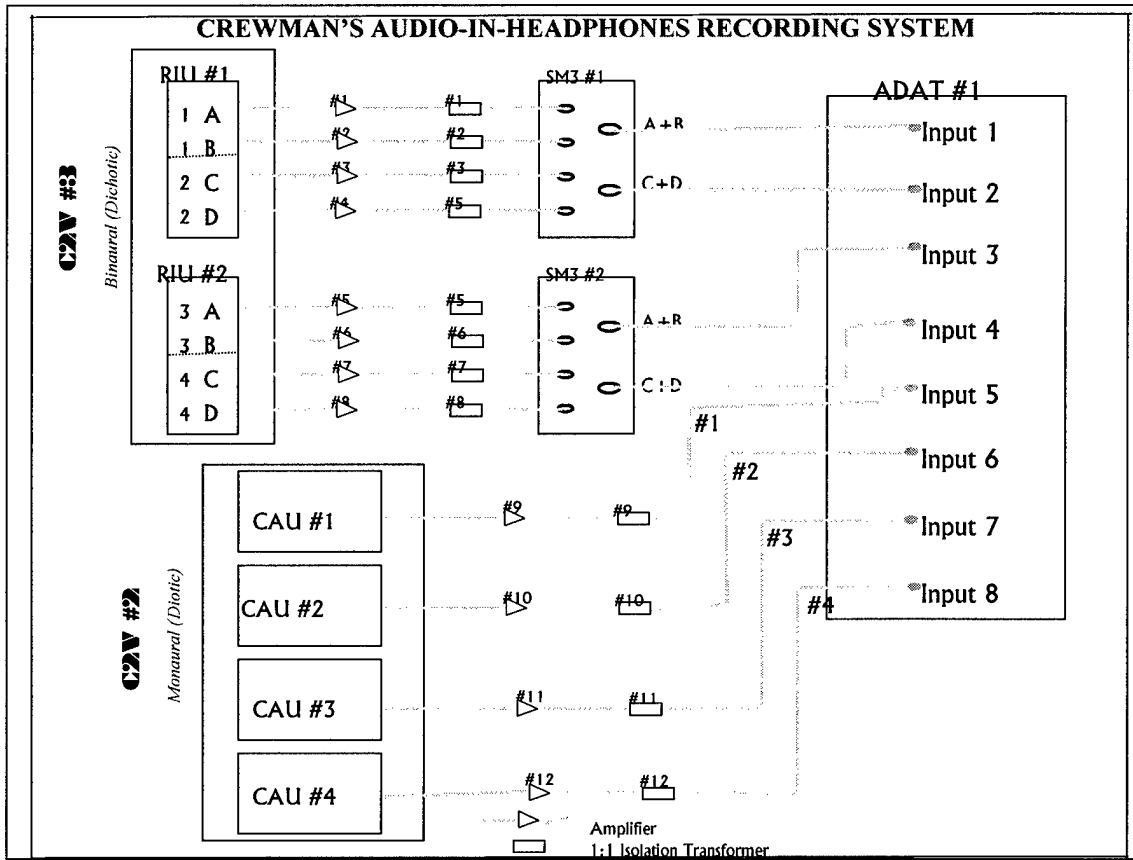 CREWMAN'S AUDIO-IN-HEADPHONES RECORDING SYSTEM
C2V #3
Binaural (Dichotic)
RIU #1
1 A
1 B
2 C
2 D
#1
#2
#3
#4
#1
#2
#3
#5
SM3 #1
A+B
C+D
RIU #2
3 A
3 B
4 C
4 D
#5
#6
#7
#8
#5
#6
#7
#8
SM3 #2
A+B
C+D
C2V #2
Monaural (Diotic)
CAU #1
CAU #2
CAU #3
CAU #4
#9
#10
#11
#12
#9
#10
#11
#12
#1
#2
#3
#4
ADAT #1
Input 1
Input 2
Input 3
Input 4
Input 5
Input 6
Input 7
Input 8
Amplifier
1:1 Isolation Transformer